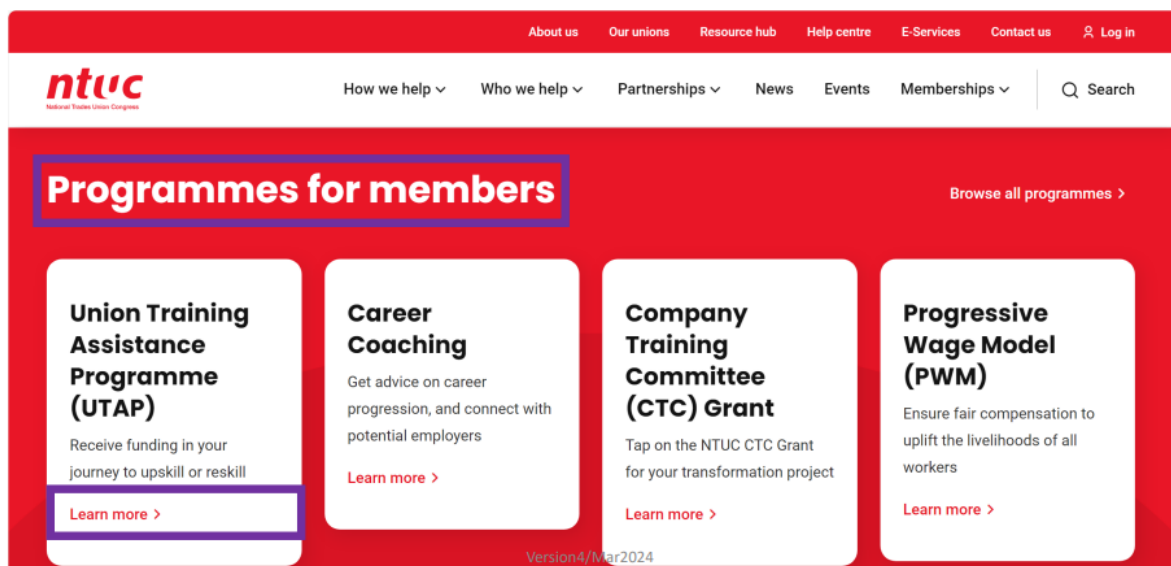 About us Our unions Resource hub Help centre E-Services Contact us Log in
ntuc
National Trades Union Congress
How we help Who we help Partnerships News Events Memberships Search
Programmes for members
Browse all programmes >
Union Training
Assistance
Programme
(UTAP)
Receive funding in your
journey to upskill or reskill
Learn more >
Career
Coaching
Get advice on career
progression, and connect with
potential employers
Learn more >
Company
Training
Committee
(CTC) Grant
Tap on the NTUC CTC Grant
for your transformation project
Learn more >
Progressive
Wage Model
(PWM)
Ensure fair compensation to
uplift the livelihoods of all
workers
Learn more >
Version4/Mar2024